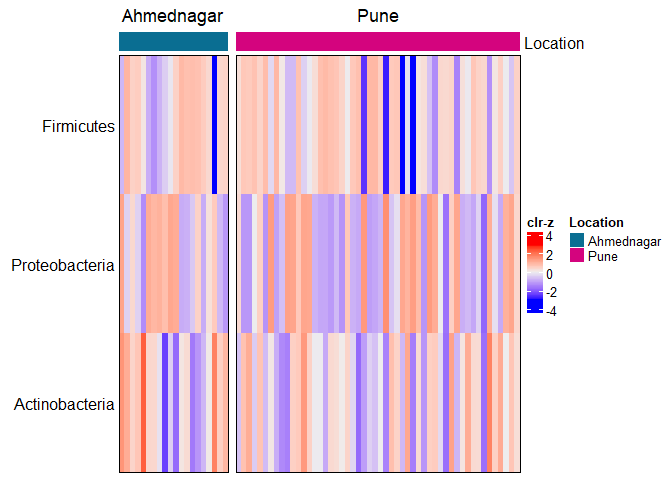 Ahmednagar Pune
Location
Firmicutes
Proteobacteria
Actinobacteria
clr-z Location
4 Ahmednagar
2 Pune
0
-2
-4